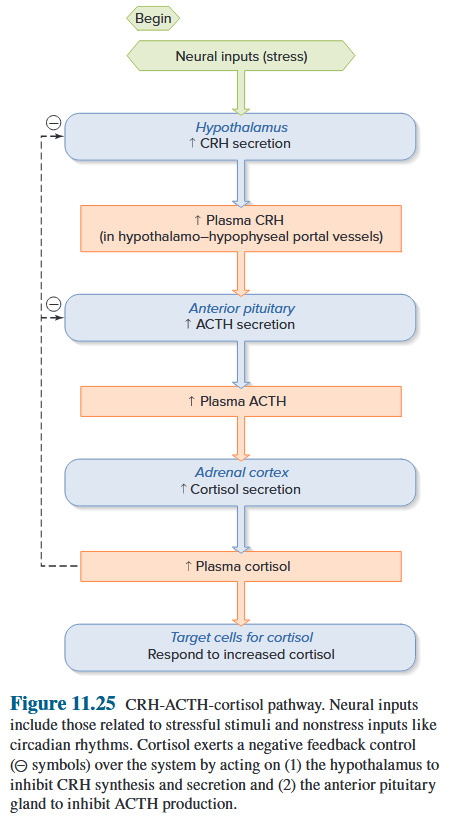 Begin
Neural inputs (stress)
⊖
Hypothalamus
↑ CRH secretion
↑ Plasma CRH
(in hypothalamo–hypophyseal portal vessels)
⊖
Anterior pituitary
↑ ACTH secretion
↑ Plasma ACTH
Adrenal cortex
↑ Cortisol secretion
↑ Plasma cortisol
Target cells for cortisol
Respond to increased cortisol
Figure 11.25 CRH-ACTH-cortisol pathway. Neural inputs
include those related to stressful stimuli and nonstress inputs like
circadian rhythms. Cortisol exerts a negative feedback control
(⊖ symbols) over the system by acting on (1) the hypothalamus to
inhibit CRH synthesis and secretion and (2) the anterior pituitary
gland to inhibit ACTH production.